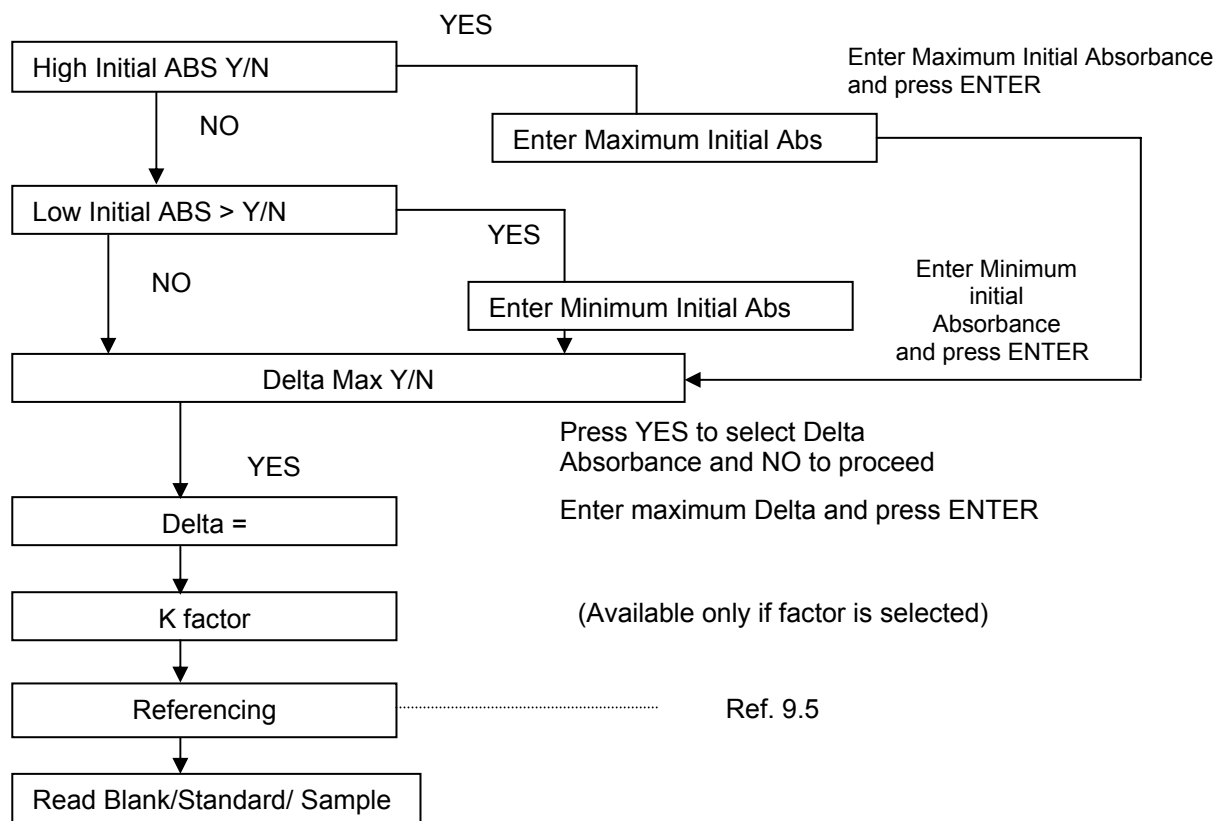 YES
High Initial ABS Y/N
Enter Maximum Initial Absorbance
and press ENTER
NO
Enter Maximum Initial Abs
Low Initial ABS > Y/N
YES
NO
Enter Minimum
initial
Absorbance
and press ENTER
Enter Minimum Initial Abs
Delta Max Y/N
Press YES to select Delta
Absorbance and NO to proceed
YES
Enter maximum Delta and press ENTER
Delta =
K factor
(Available only if factor is selected)
Referencing
Ref. 9.5
Read Blank/Standard/ Sample